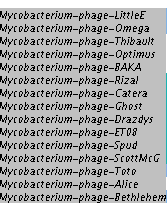 Mycobacterium-phage-LittleE
Mycobacterium-phage-Omega
Mycobacterium-phage-Thibault
Mycobacterium-phage-Optimus
Mycobacterium-phage-BAKA
Mycobacterium-phage-Rizal
Mycobacterium-phage-Catera
Mycobacterium-phage-Ghost
Mycobacterium-phage-Drazdys
Mycobacterium-phage-ET08
Mycobacterium-phage-Spud
Mycobacterium-phage-ScottMcG
Mycobacterium-phage-Toto
Mycobacterium-phage-Alice
Mycobacterium-phage-Bethlehem